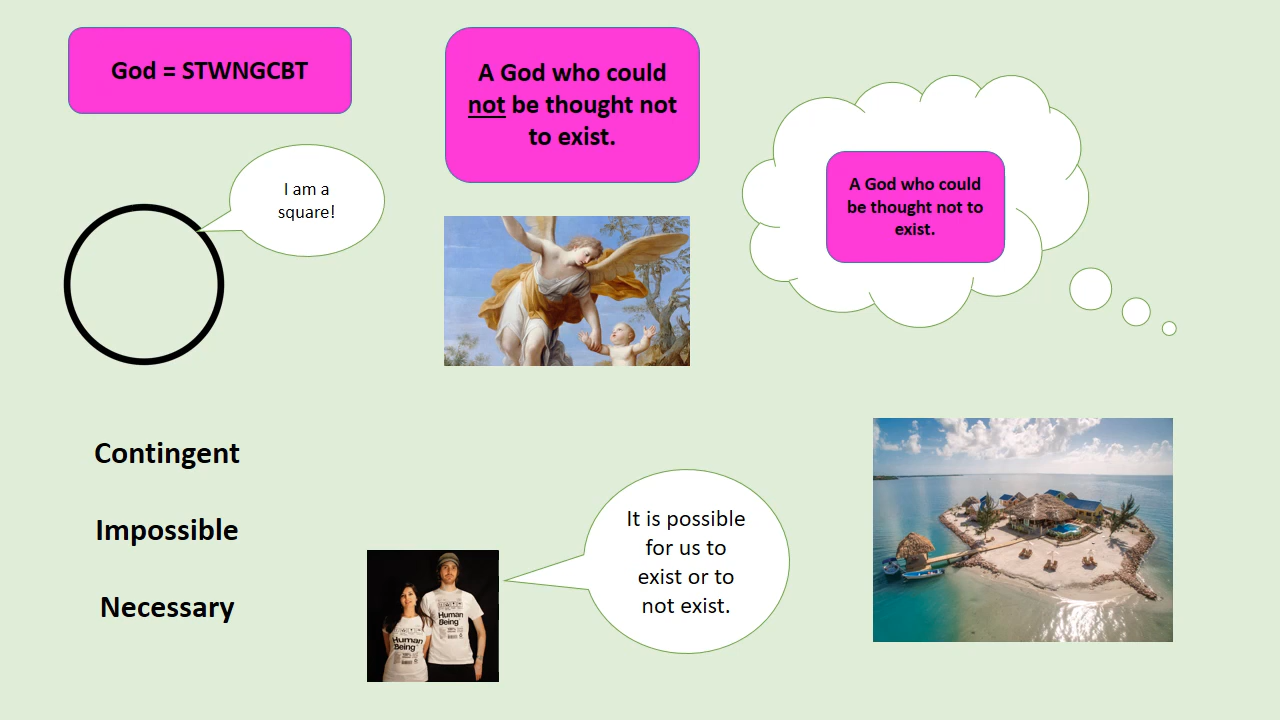 God = STWNGCBT
A God who could
not be thought not
to exist.
A God who could
be thought not to
exist.
I am a
square!
Contingent
Impossible
Necessary
It is possible
for us to
exist or to
not exist.
Human
Being
Human
Being